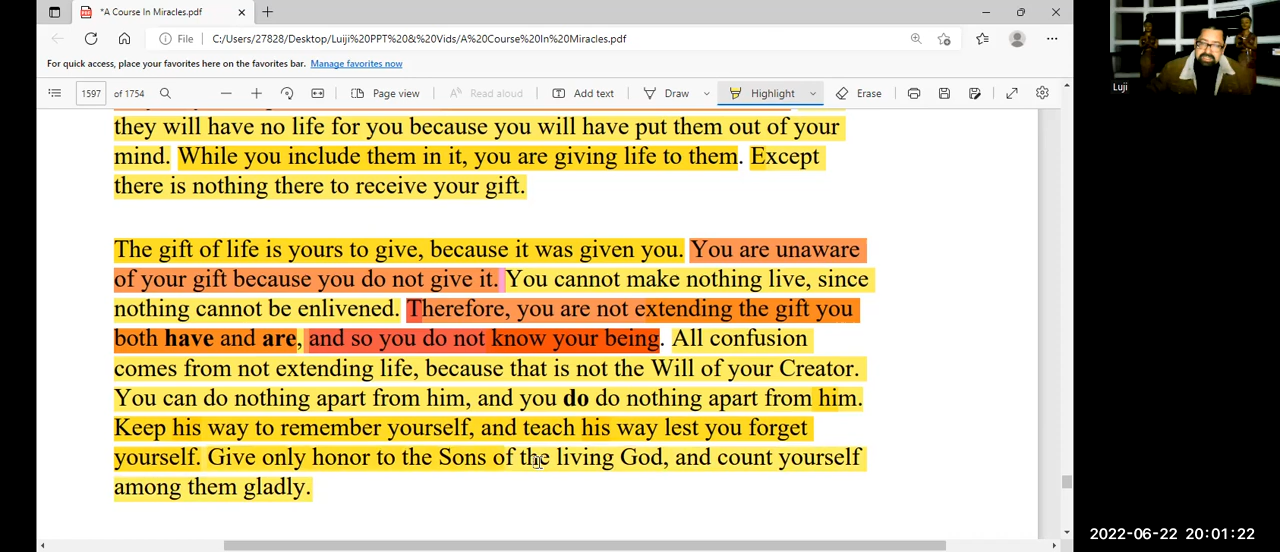 *A Course In Miracles.pdf
File C:/Users/27828/Desktop/Luiji%20PPT%20&%20Vids/A%20Course%20In%20Miracles.pdf
For quick access, place your favorites here on the favorites bar. Manage favorites now
1597 of 1754 Page view Read aloud Add text Draw Highlight Erase
they will have no life for you because you will have put them out of your
mind. While you include them in it, you are giving life to them. Except
there is nothing there to receive your gift.
The gift of life is yours to give, because it was given you. You are unaware
of your gift because you do not give it. You cannot make nothing live, since
nothing cannot be enlivened. Therefore, you are not extending the gift you
both have and are, and so you do not know your being. All confusion
comes from not extending life, because that is not the Will of your Creator.
You can do nothing apart from him, and you do do nothing apart from him.
Keep his way to remember yourself, and teach his way lest you forget
yourself. Give only honor to the Sons of the living God, and count yourself
among them gladly.
Luji
2022-06-22 20:01:22